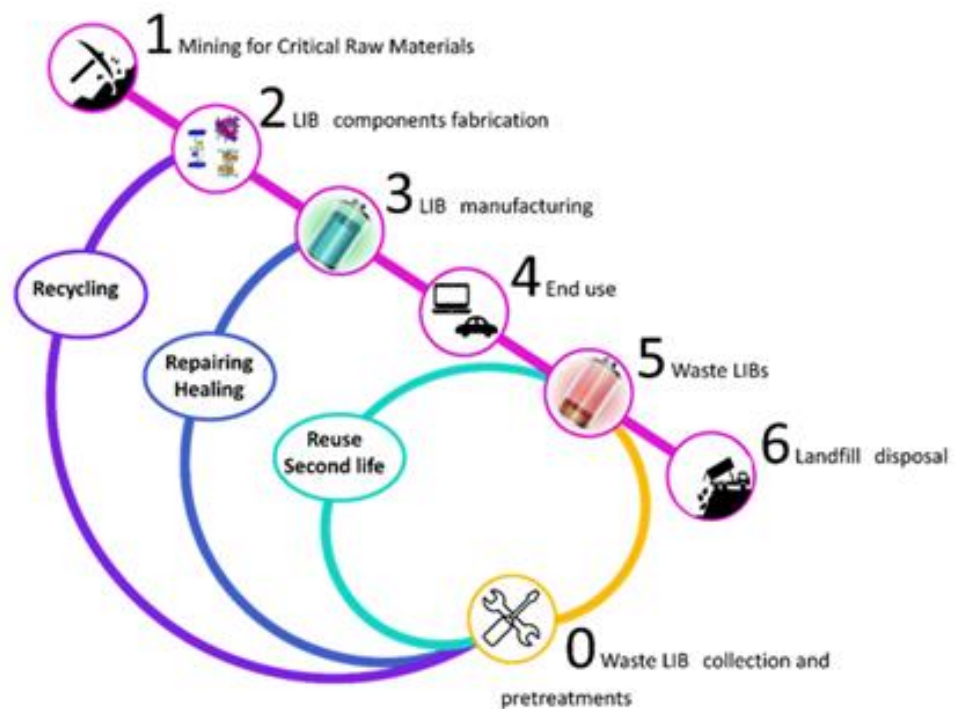 1 Mining for Critical Raw Materials
2 LIB components fabrication
3 LIB manufacturing
4 End use
Recycling
Repairing
Healing
5 Waste LIBs
Reuse
Second life
6 Landfill disposal
0 Waste LIB collection and
pretreatments